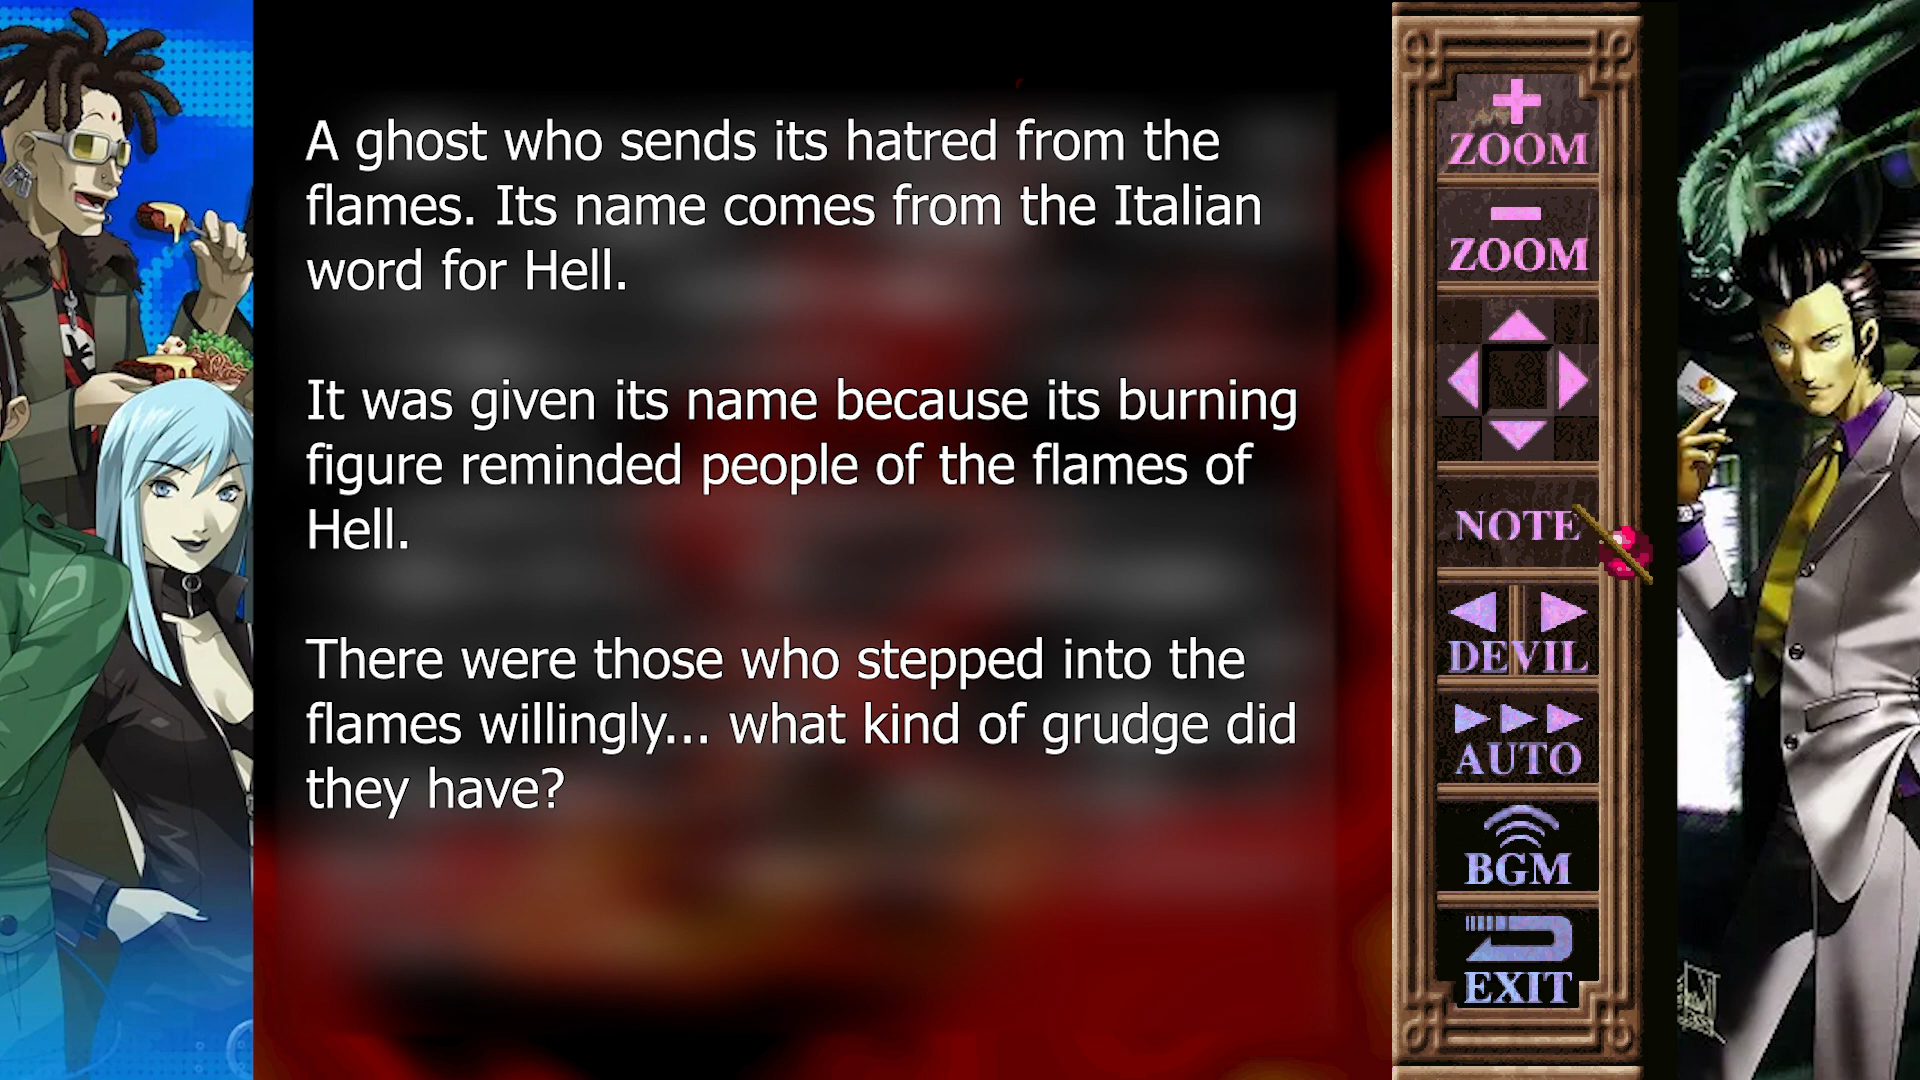 A ghost who sends its hatred from the
flames. Its name comes from the Italian
word for Hell.
It was given its name because its burning
figure reminded people of the flames of
Hell.
There were those who stepped into the
flames willingly... what kind of grudge did
they have?
ZOOM
ZOOM
NOTE
DEVIL
AUTO
BGM
EXIT